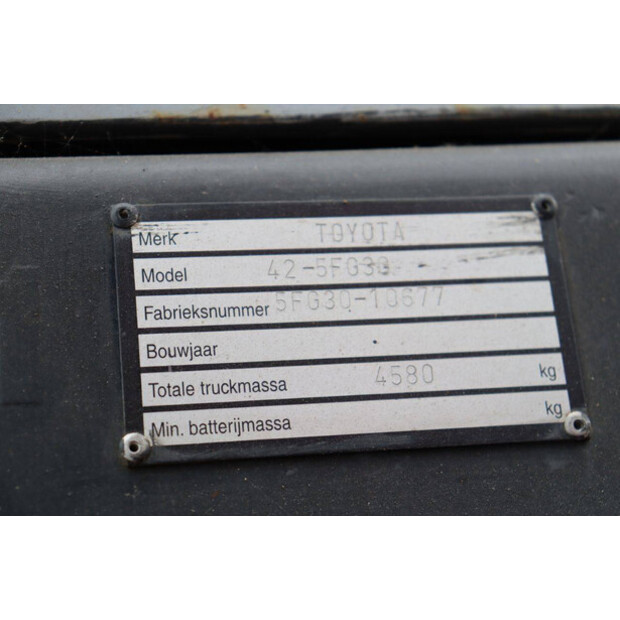 Merk TOYOTA
Model 42-5FG30
Fabrieksnummer 5FG30-10677
Bouwjaar
Totale truckmassa 4580 kg
Min. batterijmassa kg